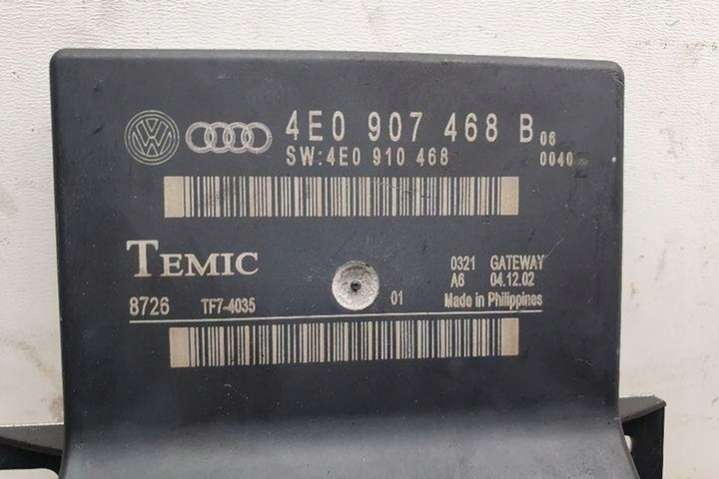 VW 4E0 907 468 B 06
SW:4E0 910 468 0040
TEMIC 0321 GATEWAY
A6 04.12.02
8726 TF7-4035 01 Made in Philippines